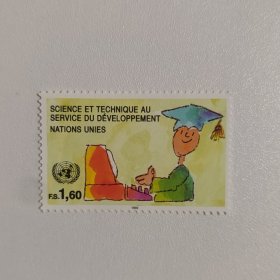 SCIENCE ET TECHNIQUE AU
SERVICE DU DÉVELOPPEMENT
NATIONS UNIES
F.S. 1,60